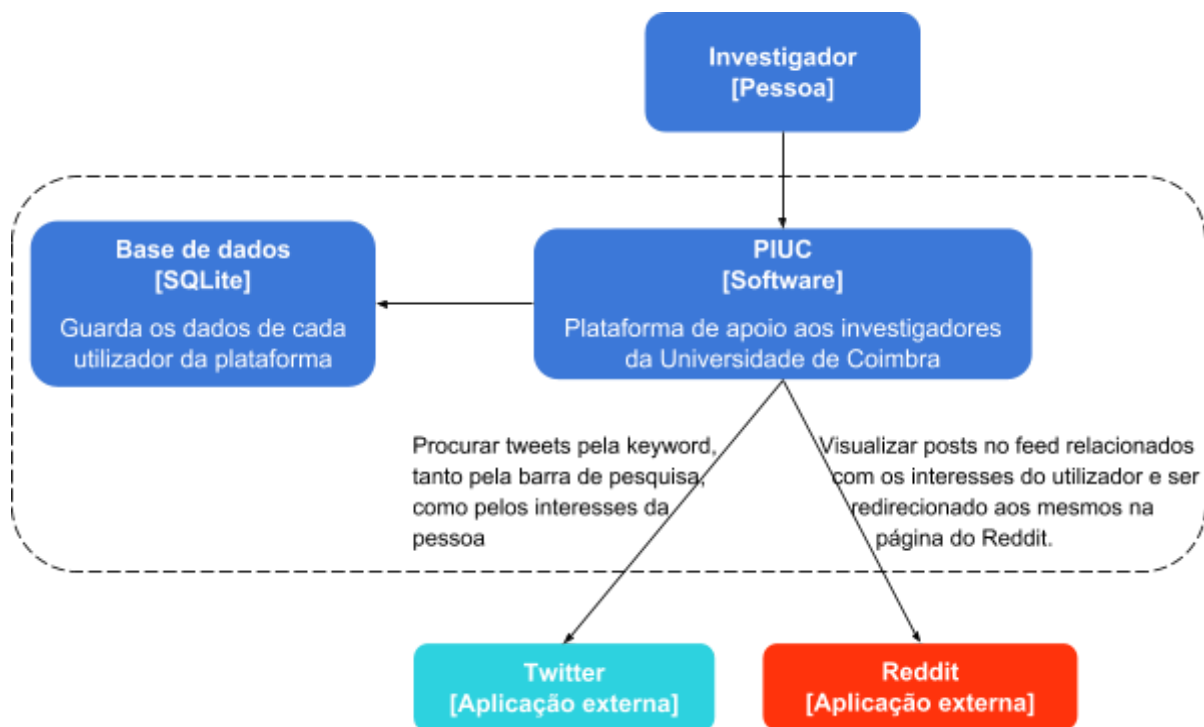 Investigador
[Pessoa]
Base de dados
[SQLite]
Guarda os dados de cada
utilizador da plataforma
PIUC
[Software]
Plataforma de apoio aos investigadores
da Universidade de Coimbra
Procurar tweets pela keyword,
tanto pela barra de pesquisa,
como pelos interesses da
pessoa
Visualizar posts no feed relacionados
com os interesses do utilizador e ser
redirecionado aos mesmos na
página do Reddit.
Twitter
[Aplicação externa]
Reddit
[Aplicação externa]